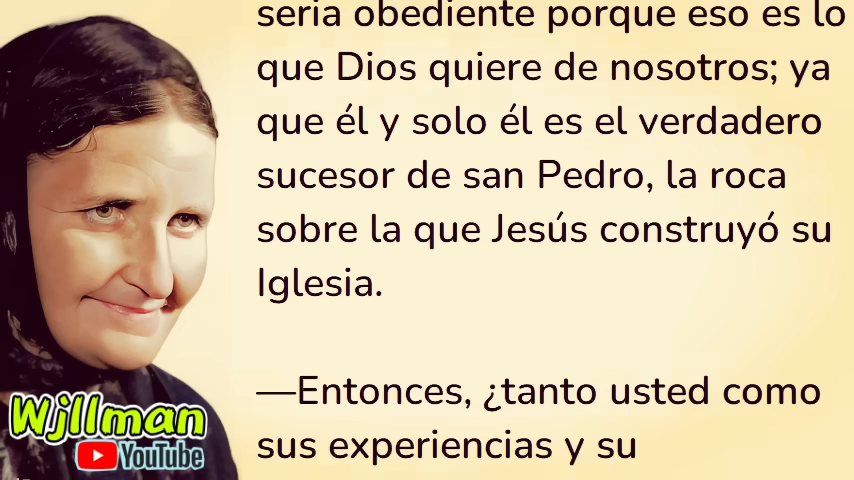 sería obediente porque eso es lo
que Dios quiere de nosotros; ya
que él y solo él es el verdadero
sucesor de san Pedro, la roca
sobre la que Jesús construyó su
Iglesia.
—Entonces, ¿tanto usted como
sus experiencias y su
Wjllman
YouTube